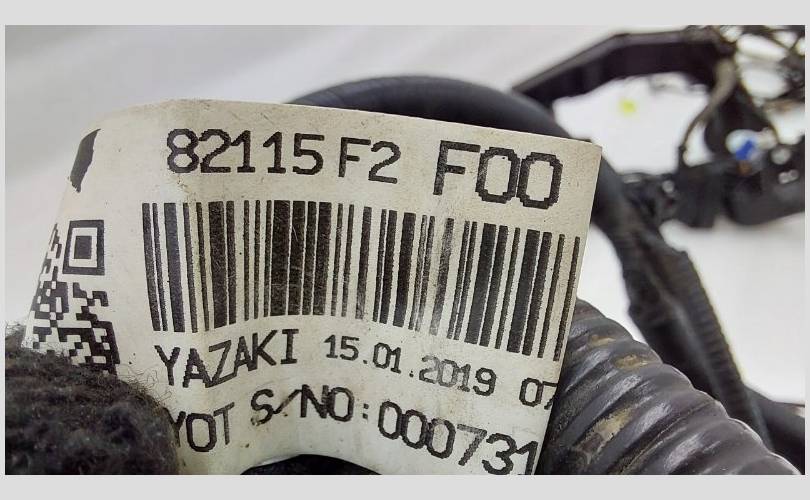 82115F2 F00
YAZAKI 15.01.2019 07
YOT S/NO:000731